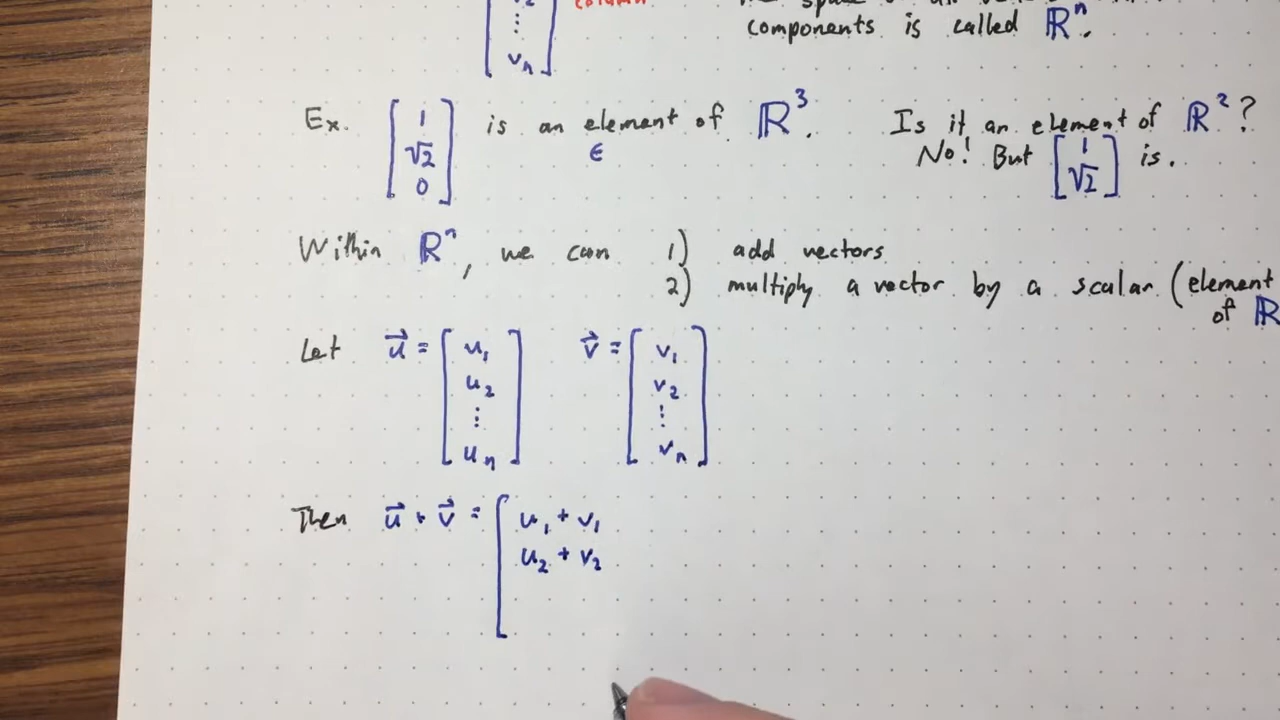 column
components is called ℝⁿ.
⋮
vₙ
Ex. [1 √2 0] is an element of ℝ³. Is it an element of ℝ²?
∈ No! But [1 √2] is.
Within ℝⁿ, we can 1) add vectors
2) multiply a vector by a scalar (element
of ℝ
Let u⃗ = [u₁ u₂ ⋮ uₙ] v⃗ = [v₁ v₂ ⋮ vₙ]
Then u⃗ + v⃗ = [u₁ + v₁
u₂ + v₂